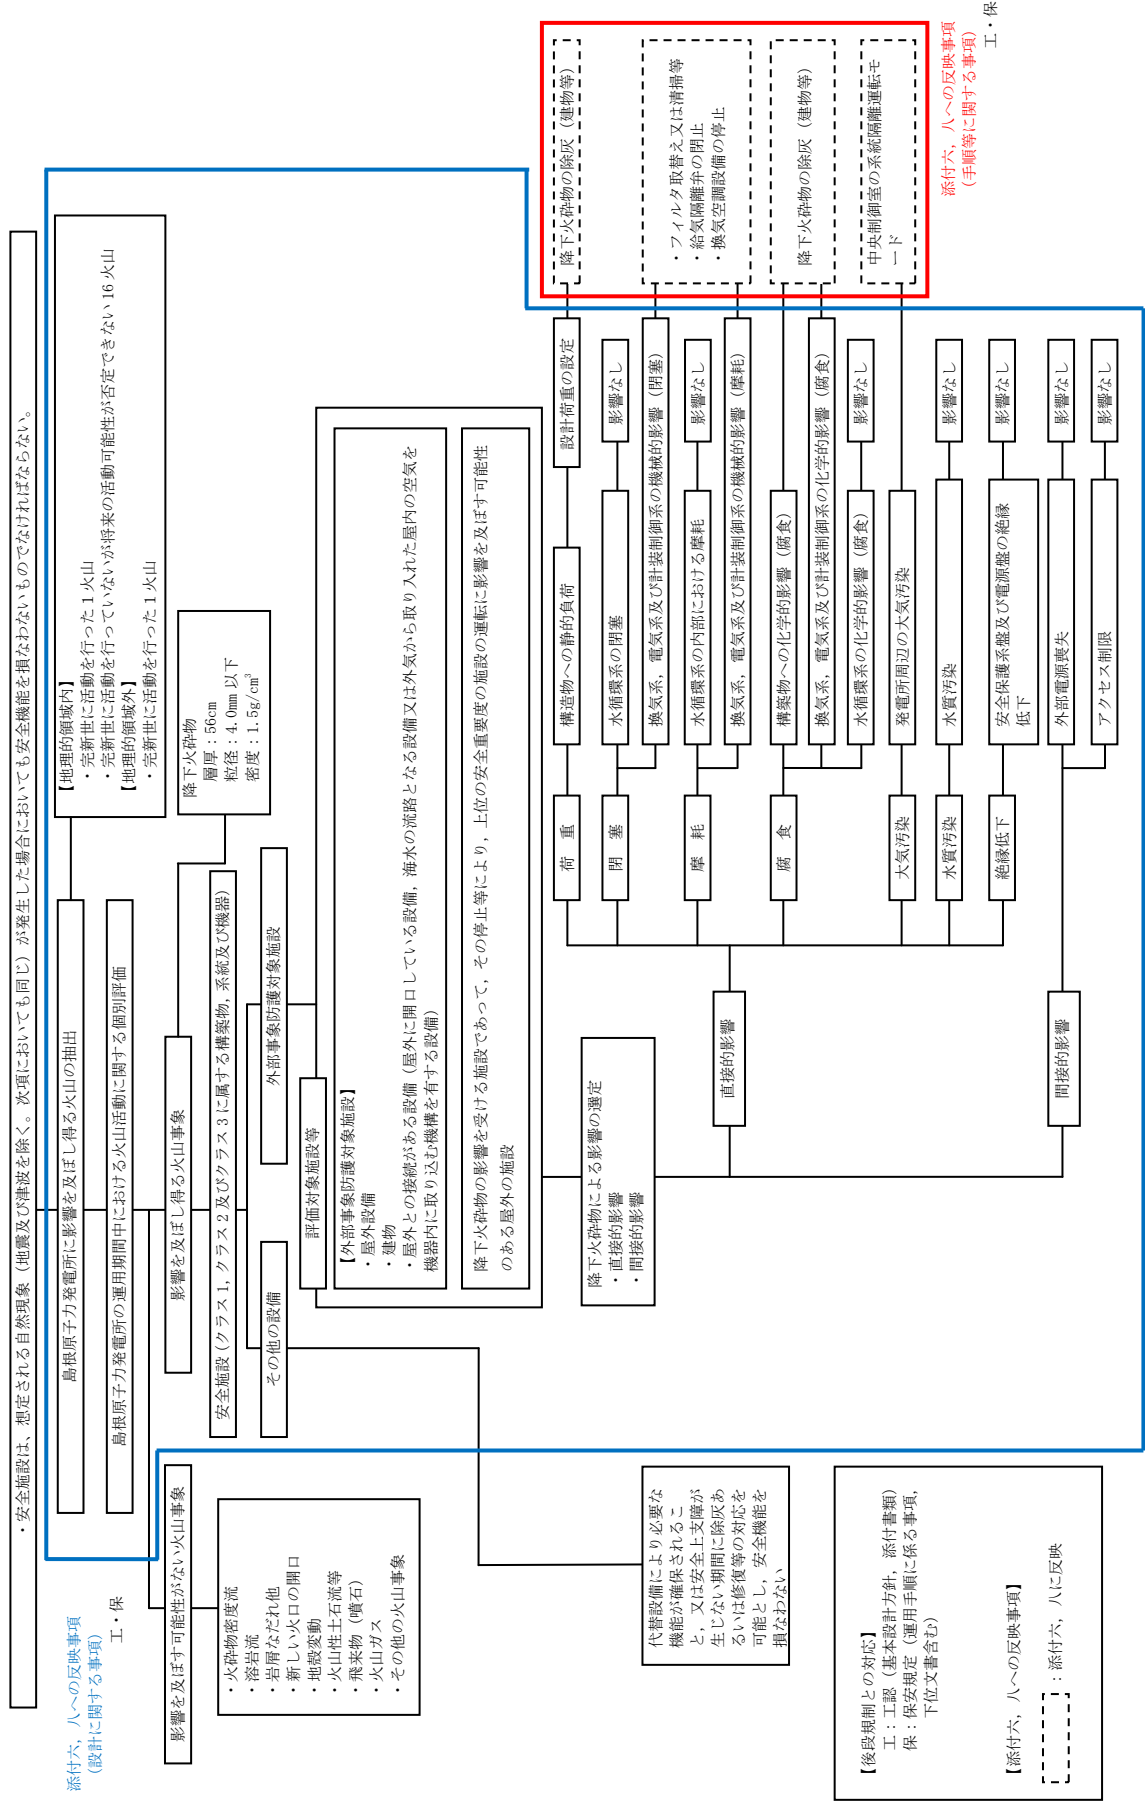 ・安全施設は、想定される自然現象（地震及び津波を除く。次項においても同じ）が発生した場合においても安全機能を損なわないものでなければならない。
添付六，八への反映事項
（設計に関する事項）
工・保
島根原子力発電所に影響を及ぼし得る火山の抽出
【地理的領域内】
・完新世に活動を行った１火山
・完新世に活動を行っていないが将来の活動可能性が否定できない 16 火山
【地理的領域外】
・完新世に活動を行った１火山
島根原子力発電所の運用期間中における火山活動に関する個別評価
影響を及ぼす可能性がない火山事象
・火砕物密度流
・溶岩流
・岩屑なだれ他
・新しい火口の開口
・地殻変動
・火山性土石流等
・飛来物（噴石）
・火山ガス
・その他の火山事象
影響を及ぼし得る火山事象
降下火砕物
層厚：56cm
粒径：4.0mm 以下
密度：1.5g/cm³
安全施設（クラス１，クラス２及びクラス３に属する構築物，系統及び機器）
その他の設備
外部事象防護対象施設
代替設備により必要な
機能が確保されるこ
と，又は安全上支障が
生じない期間に除灰あ
るいは修復等の対応を
可能とし，安全機能を
損なわない
評価対象施設等
【外部事象防護対象施設】
・屋外設備
・建物
・屋外との接続がある設備（屋外に開口している設備，海水の流路となる設備又は外気から取り入れた屋内の空気を
機器内に取り込む機構を有する設備）
降下火砕物の影響を受ける施設であって，その停止等により，上位の安全重要度の施設の運転に影響を及ぼす可能性
のある屋外の施設
降下火砕物による影響の選定
・直接的影響
・間接的影響
直接的影響
荷　重
構造物への静的負荷
設計荷重の設定
降下火砕物の除灰（建物等）
閉　塞
水循環系の閉塞
影響なし
換気系，電気系及び計装制御系の機械的影響（閉塞）
・フィルタ取替え又は清掃等
・給気隔離弁の閉止
・換気空調設備の停止
摩　耗
水循環系の内部における摩耗
影響なし
換気系，電気系及び計装制御系の機械的影響（摩耗）
腐　食
構築物への化学的影響（腐食）
降下火砕物の除灰（建物等）
換気系，電気系及び計装制御系の化学的影響（腐食）
水循環系の化学的影響（腐食）
影響なし
大気汚染
発電所周辺の大気汚染
中央制御室の系統隔離運転モ
ード
水質汚染
水質汚染
影響なし
絶縁低下
安全保護系盤及び電源盤の絶縁
低下
影響なし
間接的影響
外部電源喪失
影響なし
アクセス制限
影響なし
添付六，八への反映事項
（手順等に関する事項）
工・保
【後段規制との対応】
工：工認（基本設計方針，添付書類）
保：保安規定（運用手順に係る事項，
下位文書含む）
【添付六，八への反映事項】
：添付六，八に反映